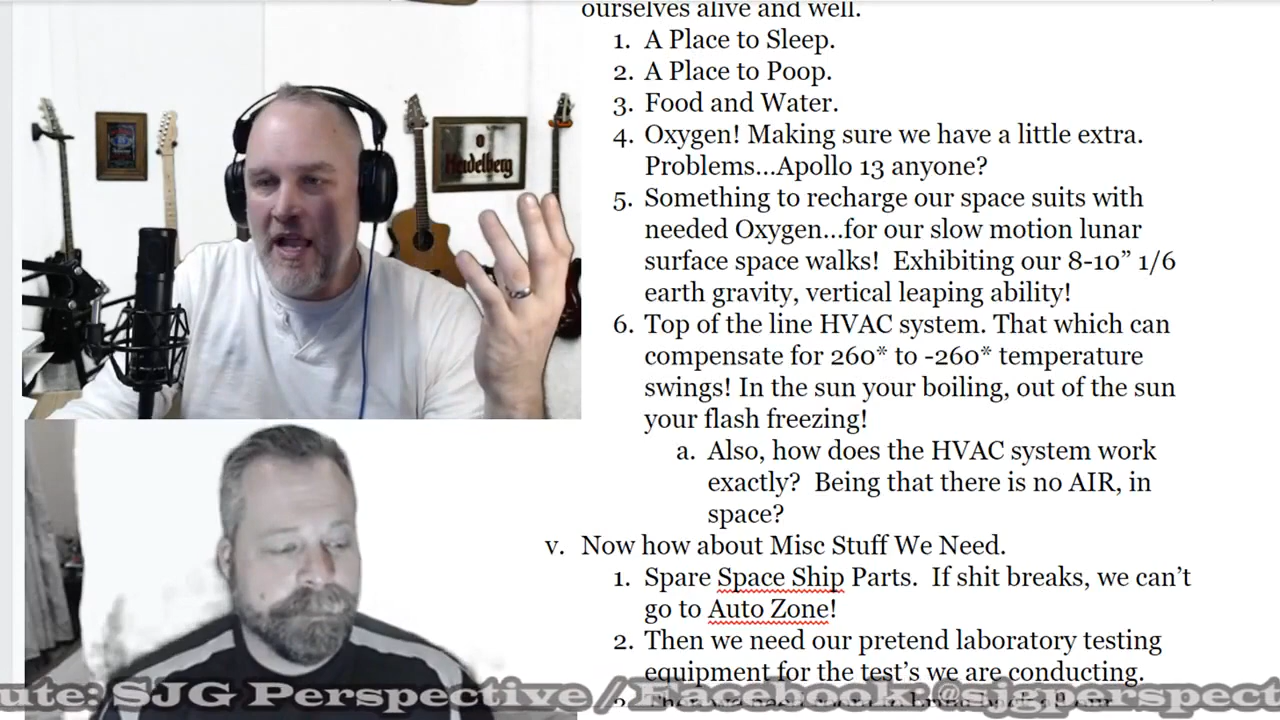 ourselves alive and well.
1. A Place to Sleep.
2. A Place to Poop.
3. Food and Water.
4. Oxygen! Making sure we have a little extra.
Problems...Apollo 13 anyone?
5. Something to recharge our space suits with
needed Oxygen...for our slow motion lunar
surface space walks!  Exhibiting our 8-10” 1/6
earth gravity, vertical leaping ability!
6. Top of the line HVAC system. That which can
compensate for 260* to -260* temperature
swings! In the sun your boiling, out of the sun
your flash freezing!
a. Also, how does the HVAC system work
exactly?  Being that there is no AIR, in
space?
v. Now how about Misc Stuff We Need.
1. Spare Space Ship Parts.  If shit breaks, we can’t
go to Auto Zone!
2. Then we need our pretend laboratory testing
equipment for the test’s we are conducting.
Heidelberg
ute: SJG Perspective / Facebook: @sjgperspect